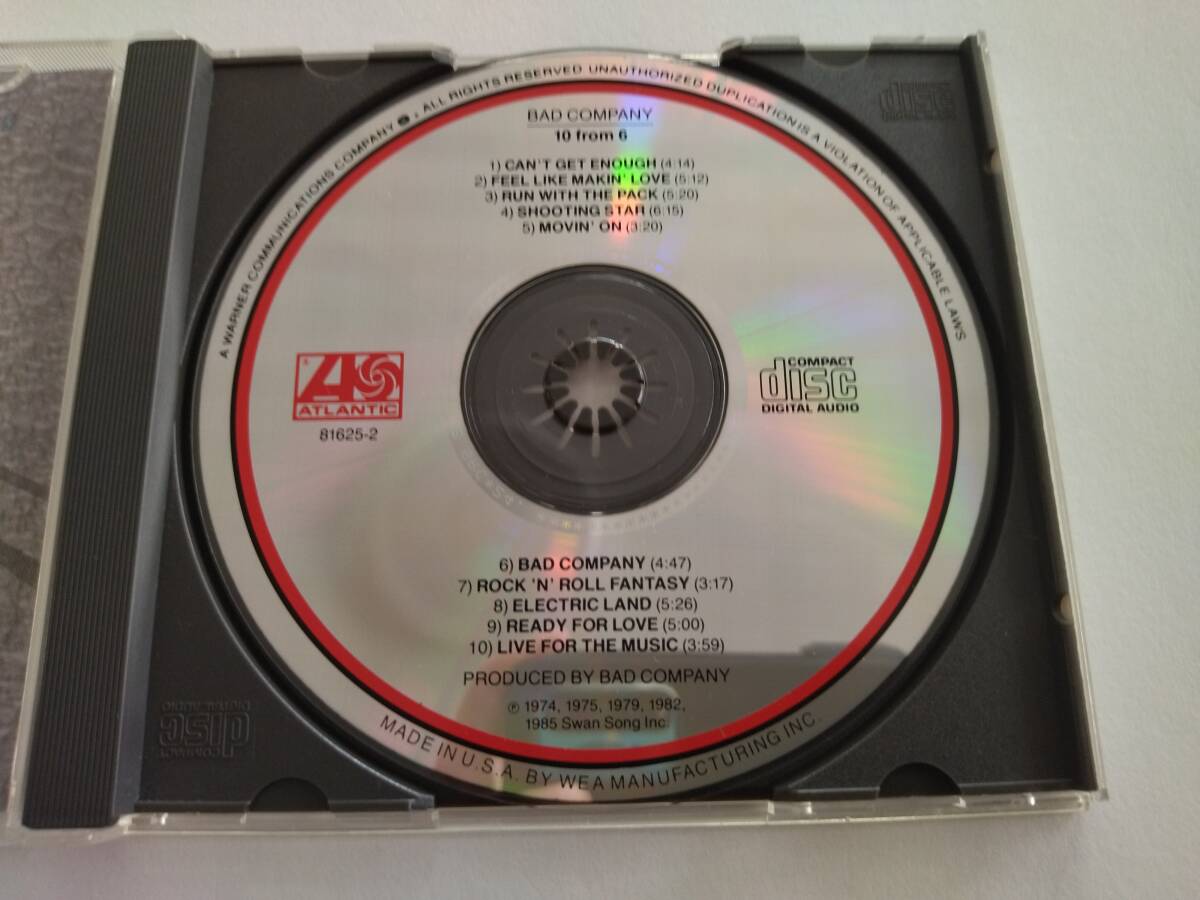 A WARNER COMMUNICATIONS COMPANY ℗, ALL RIGHTS RESERVED UNAUTHORIZED DUPLICATION IS A VIOLATION OF APPLICABLE LAWS
BAD COMPANY
10 from 6
1) CAN'T GET ENOUGH (4:14)
2) FEEL LIKE MAKIN' LOVE (5:12)
3) RUN WITH THE PACK (5:20)
4) SHOOTING STAR (6:15)
5) MOVIN' ON (3:20)
ATLANTIC
81625-2
COMPACT
disc
DIGITAL AUDIO
6) BAD COMPANY (4:47)
7) ROCK 'N' ROLL FANTASY (3:17)
8) ELECTRIC LAND (5:26)
9) READY FOR LOVE (5:00)
10) LIVE FOR THE MUSIC (3:59)
PRODUCED BY BAD COMPANY
℗ 1974, 1975, 1979, 1982,
1985 Swan Song Inc
MADE IN U.S.A. BY WEA MANUFACTURING INC.
disc
COMPACT
disc
DIGITAL AUDIO